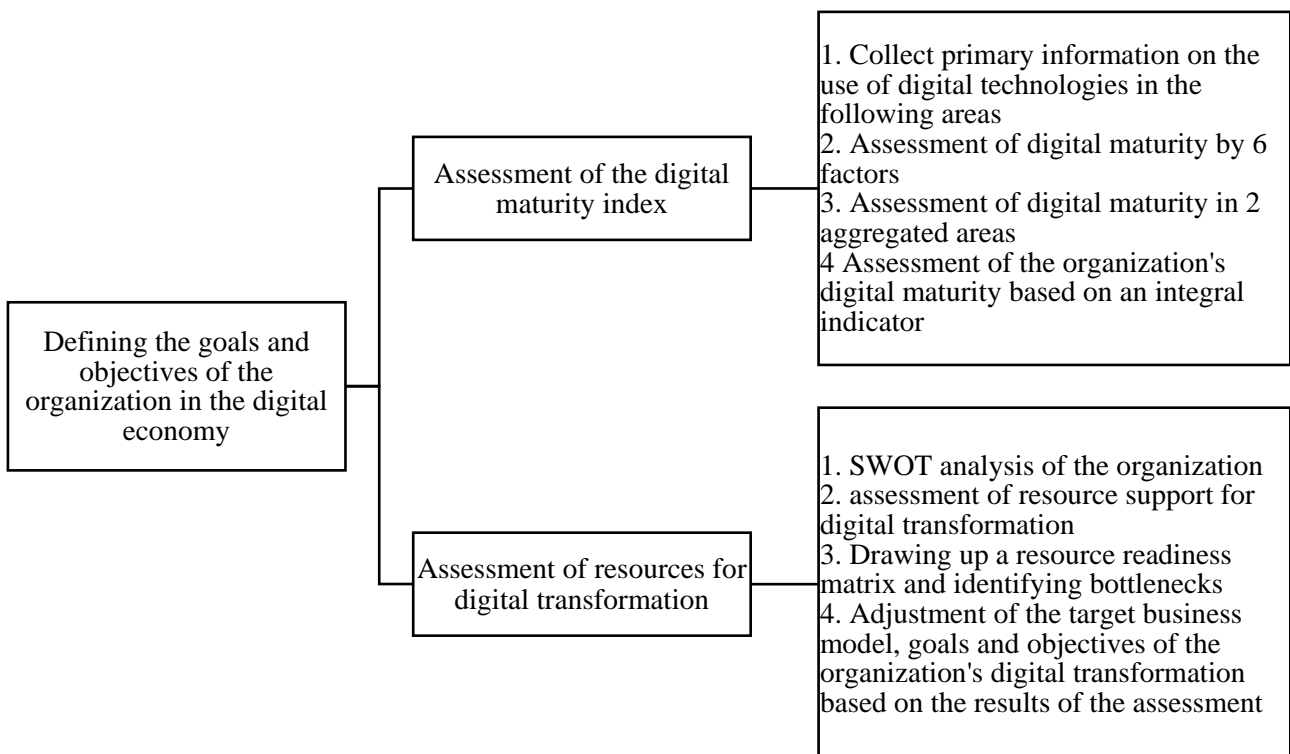 Defining the goals and
objectives of the
organization in the digital
economy
Assessment of the digital
maturity index
1. Collect primary information on the
use of digital technologies in the
following areas
2. Assessment of digital maturity by 6
factors
3. Assessment of digital maturity in 2
aggregated areas
4 Assessment of the organization's
digital maturity based on an integral
indicator
Assessment of resources for
digital transformation
1. SWOT analysis of the organization
2. assessment of resource support for
digital transformation
3. Drawing up a resource readiness
matrix and identifying bottlenecks
4. Adjustment of the target business
model, goals and objectives of the
organization's digital transformation
based on the results of the assessment